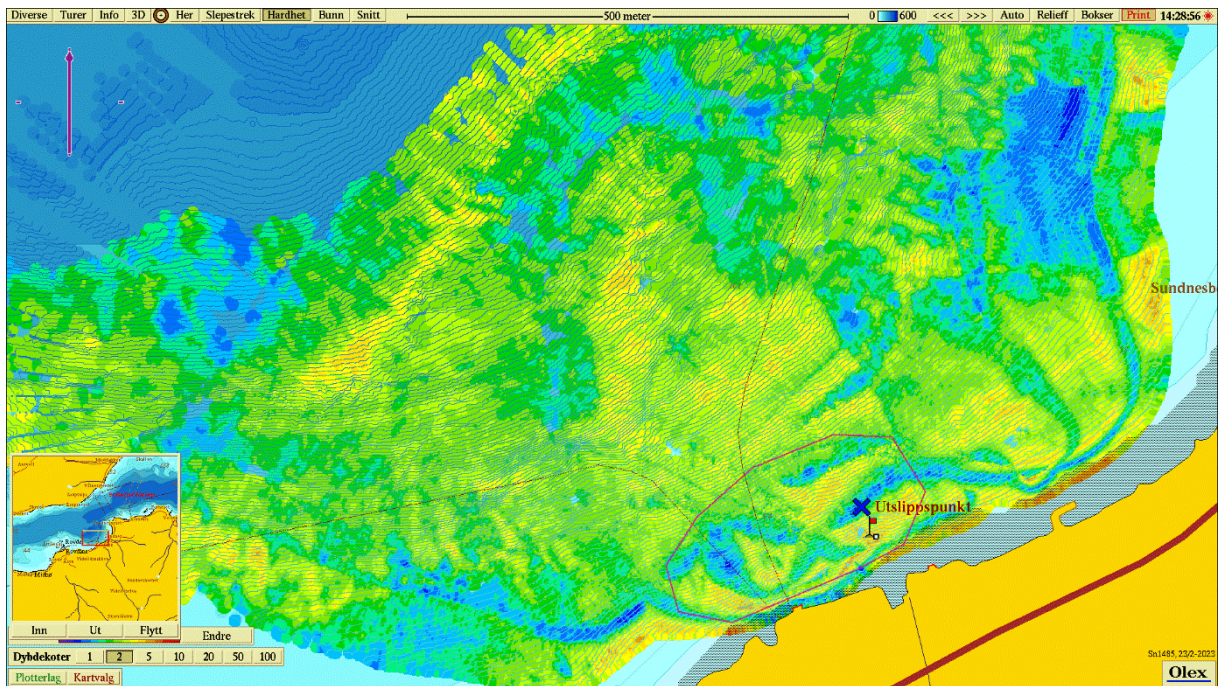 Diverse Turer Info 3D Her Slepestrek Hardhet Bunn Snitt 500 meter 0 600 <<< >>> Auto Relieff Bokser Print 14:28:56
Sundnesb
Utslippspunkt
Inn Ut Flytt
Endre
Dybdekoter 1 2 5 10 20 50 100
Sn1485, 23/2-2023
Plotterlag Kartvalg
Olex